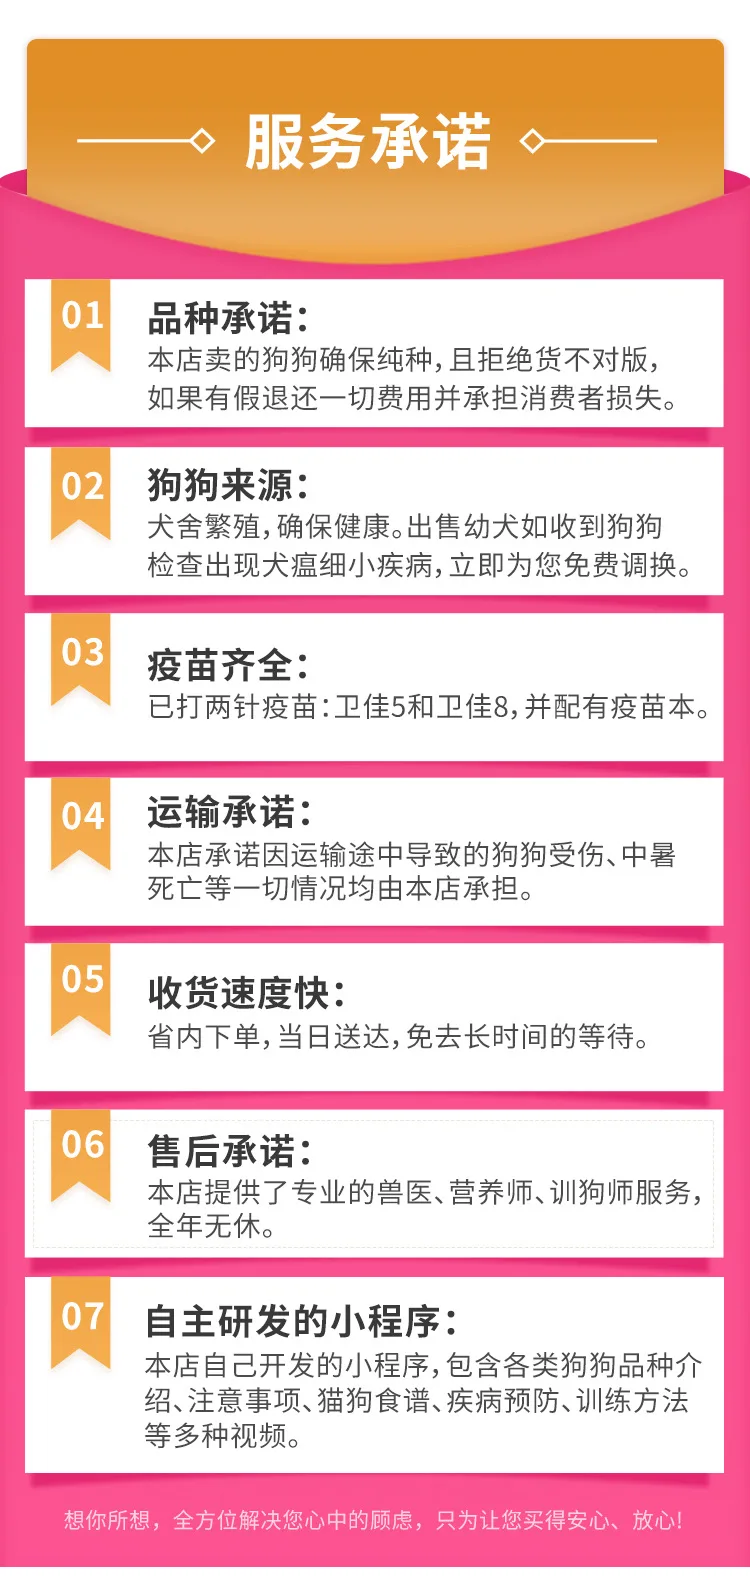 服务承诺
01
品种承诺：
本店卖的狗狗确保纯种，且拒绝货不对版，
如果有假退还一切费用并承担消费者损失。
02
狗狗来源：
犬舍繁殖，确保健康。出售幼犬如收到狗狗
检查出现犬瘟细小疾病，立即为您免费调换。
03
疫苗齐全：
已打两针疫苗：卫佳5和卫佳8，并配有疫苗本。
04
运输承诺：
本店承诺因运输途中导致的狗狗受伤、中暑
死亡等一切情况均由本店承担。
05
收货速度快：
省内下单，当日送达，免去长时间的等待。
06
售后承诺：
本店提供了专业的兽医、营养师、训狗师服务，
全年无休。
07
自主研发的小程序：
本店自己开发的小程序，包含各类狗狗品种介
绍、注意事项、猫狗食谱、疾病预防、训练方法
等多种视频。
想你所想，全方位解决您心中的顾虑，只为让您买得安心、放心!